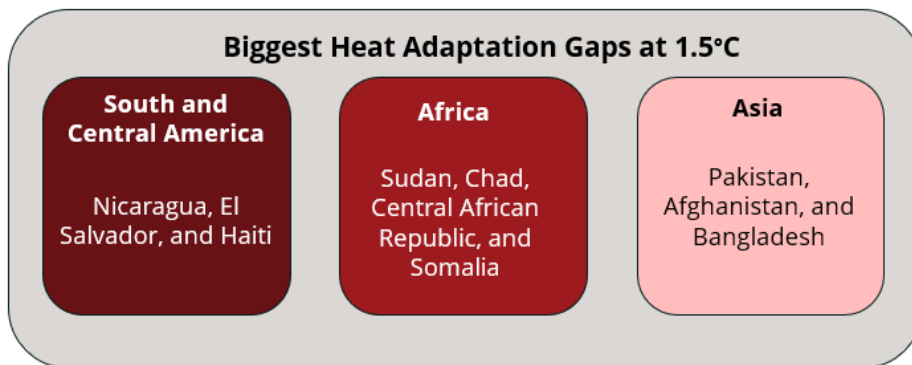 Biggest Heat Adaptation Gaps at 1.5°C
South and
Central America
Nicaragua, El
Salvador, and Haiti
Africa
Sudan, Chad,
Central African
Republic, and
Somalia
Asia
Pakistan,
Afghanistan, and
Bangladesh